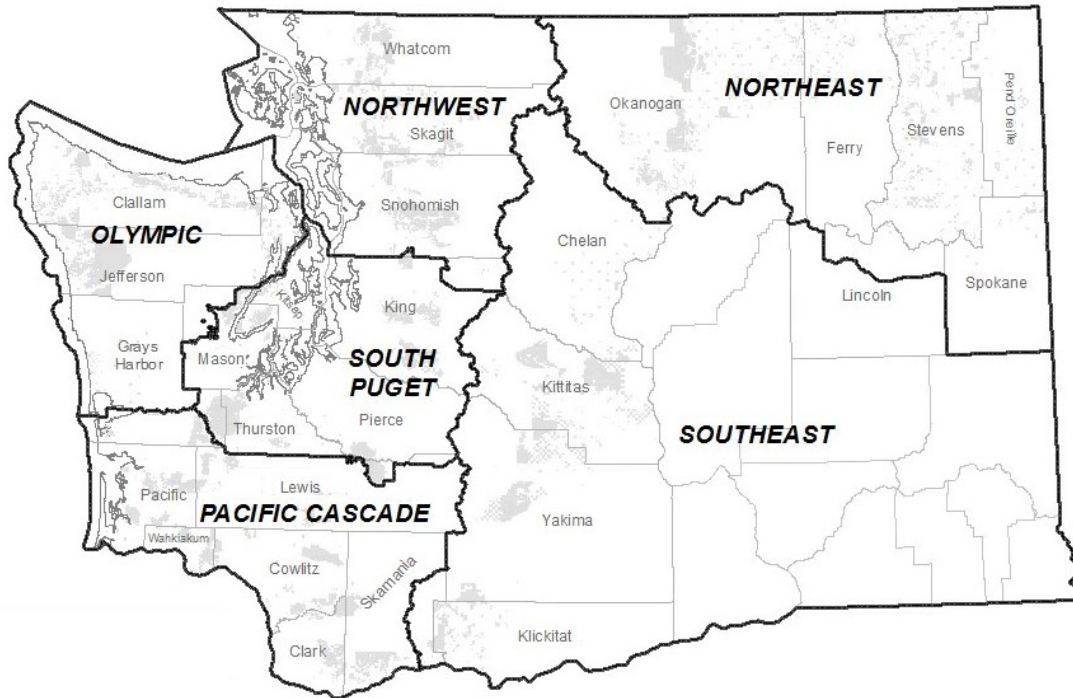 Whatcom
NORTHWEST
Skagit
Snohomish
Okanogan
NORTHEAST
Ferry
Stevens
Pend Oreille
Spokane
Clallam
OLYMPIC
Jefferson
Grays
Harbor
Kitsap
King
Mason
SOUTH
PUGET
Thurston
Pierce
Chelan
Lincoln
Kittitas
SOUTHEAST
Yakima
Klickitat
Pacific
Lewis
PACIFIC CASCADE
Wahkiakum
Cowlitz
Skamania
Clark